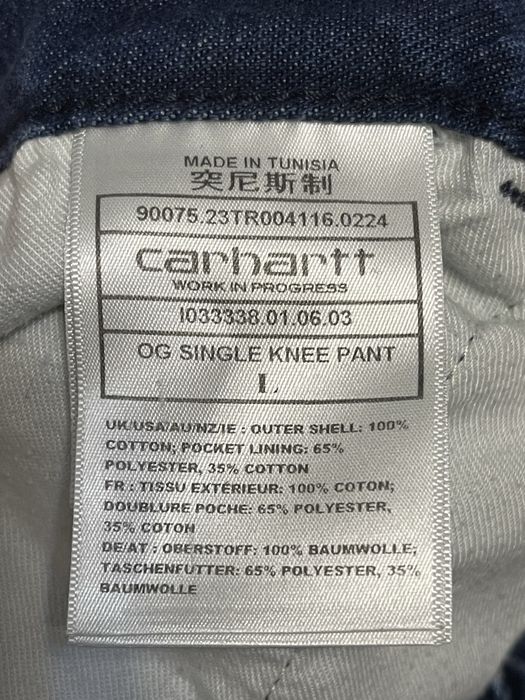 MADE IN TUNISIA
突尼斯制
90075.23TR004116.0224
carhartt
WORK IN PROGRESS
I033338.01.06.03
OG SINGLE KNEE PANT
L
UK/USA/AU/NZ/IE : OUTER SHELL: 100%
COTTON; POCKET LINING: 65%
POLYESTER, 35% COTTON
FR : TISSU EXTÉRIEUR: 100% COTON;
DOUBLURE POCHE: 65% POLYESTER,
35% COTON
DE/AT : OBERSTOFF: 100% BAUMWOLLE;
TASCHENFUTTER: 65% POLYESTER, 35%
BAUMWOLLE